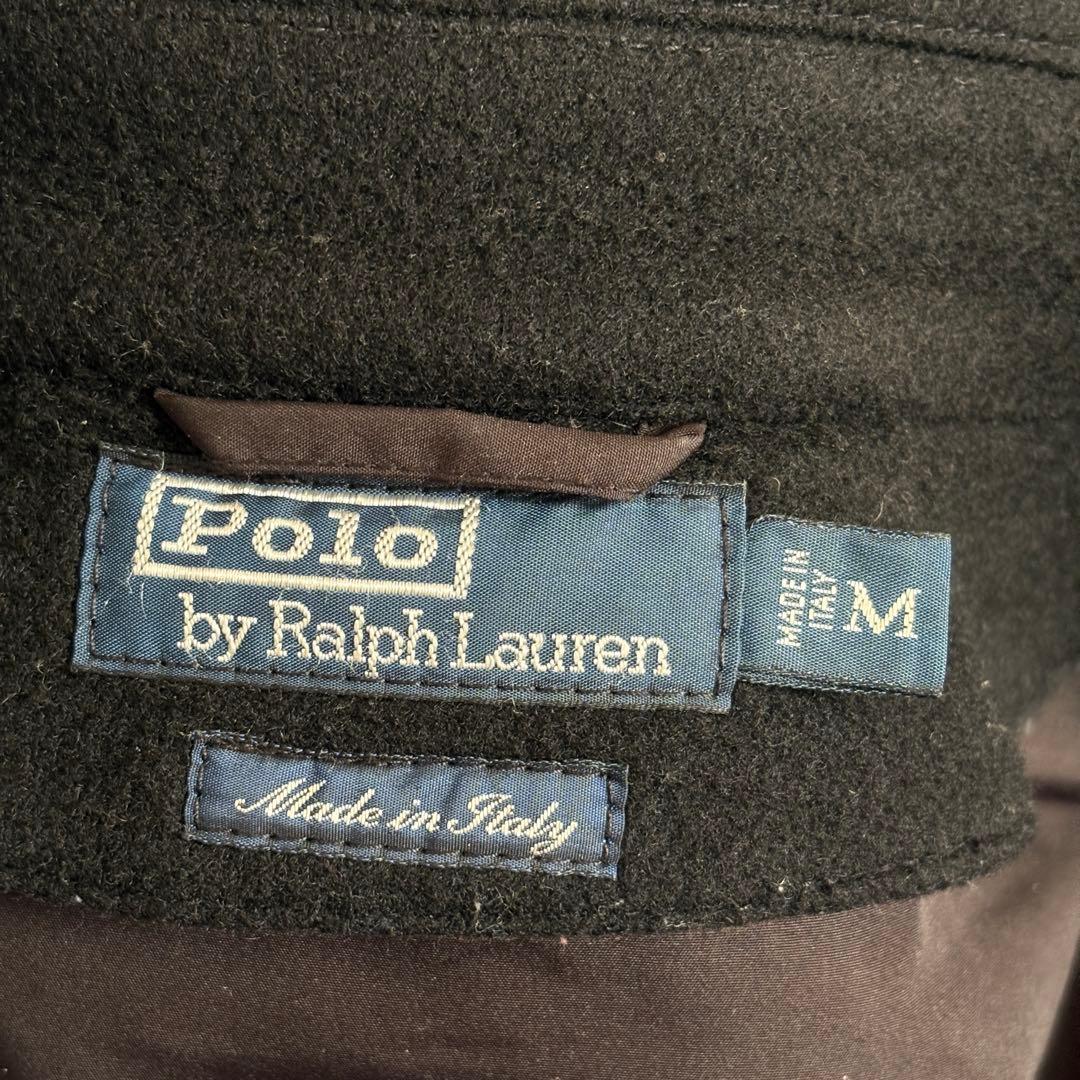 Polo
by Ralph Lauren
MADE IN
ITALY
M
Made in Italy